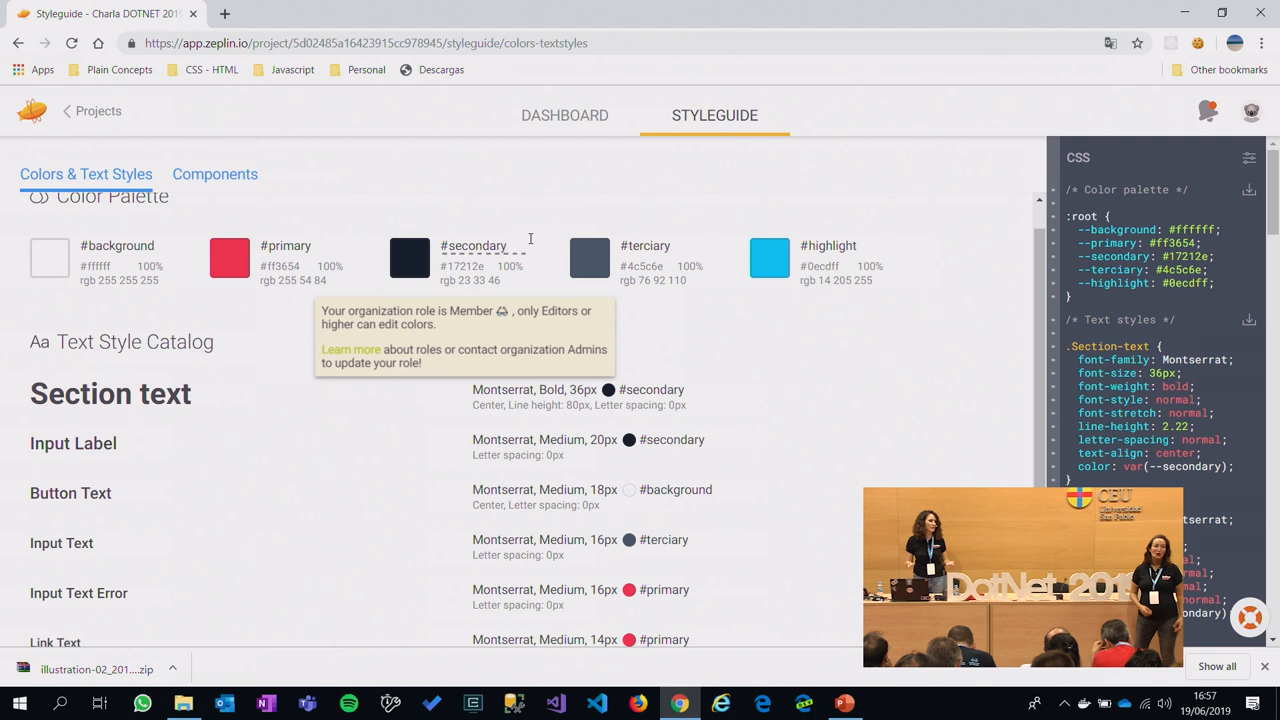 Styleguide - Charla DOTNET 2019
https://app.zeplin.io/project/5d02485a16423915cc978945/styleguide/colors-textstyles
Apps Plain Concepts CSS - HTML Javascript Personal Descargas Other bookmarks
Projects DASHBOARD STYLEGUIDE
Colors & Text Styles Components
Color Palette
#background #primary #secondary #terciary #highlight
#ffffff 100% #ff3654 100% #17212e 100% #4c5c6e 100% #0ecdff 100%
rgb 255 255 255 rgb 255 54 84 rgb 23 33 46 rgb 76 92 110 rgb 14 205 255
Your organization role is Member , only Editors or
higher can edit colors.
Learn more about roles or contact organization Admins
to update your role!
Aa Text Style Catalog
Section text Montserrat, Bold, 36px #secondary
Center, Line height: 80px, Letter spacing: 0px
Input Label Montserrat, Medium, 20px #secondary
Letter spacing: 0px
Button Text Montserrat, Medium, 18px #background
Center, Letter spacing: 0px
Input Text Montserrat, Medium, 16px #terciary
Letter spacing: 0px
Input Text Error Montserrat, Medium, 16px #primary
Letter spacing: 0px
Link Text Montserrat, Medium, 14px #primary
CSS
/* Color palette */
:root {
--background: #ffffff;
--primary: #ff3654;
--secondary: #17212e;
--terciary: #4c5c6e;
--highlight: #0ecdff;
}
/* Text styles */
.Section-text {
font-family: Montserrat;
font-size: 36px;
font-weight: bold;
font-style: normal;
font-stretch: normal;
line-height: 2.22;
letter-spacing: normal;
text-align: center;
color: var(--secondary);
}
CEU
Universidad
San Pablo
DotNet 2019
illustration-02_201....zip
Show all
16:57
19/06/2019